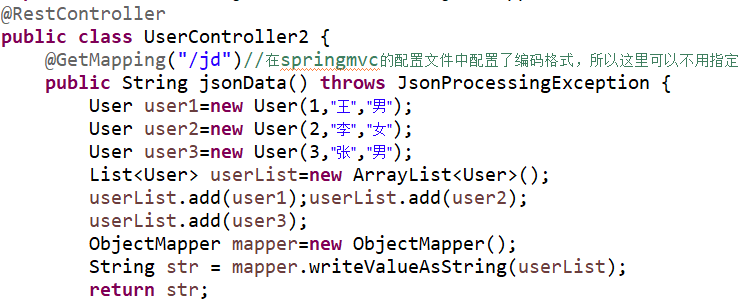 @RestController
public class UserController2 {
@GetMapping("/jd")//在springmvc的配置文件中配置了编码格式，所以这里可以不用指定
public String jsonData() throws JsonProcessingException {
User user1=new User(1,"王","男");
User user2=new User(2,"李","女");
User user3=new User(3,"张","男");
List<User> userList=new ArrayList<User>();
userList.add(user1);userList.add(user2);
userList.add(user3);
ObjectMapper mapper=new ObjectMapper();
String str = mapper.writeValueAsString(userList);
return str;